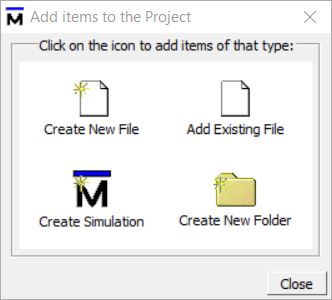 Add items to the Project
Click on the icon to add items of that type:
Create New File
Add Existing File
Create Simulation
Create New Folder
Close